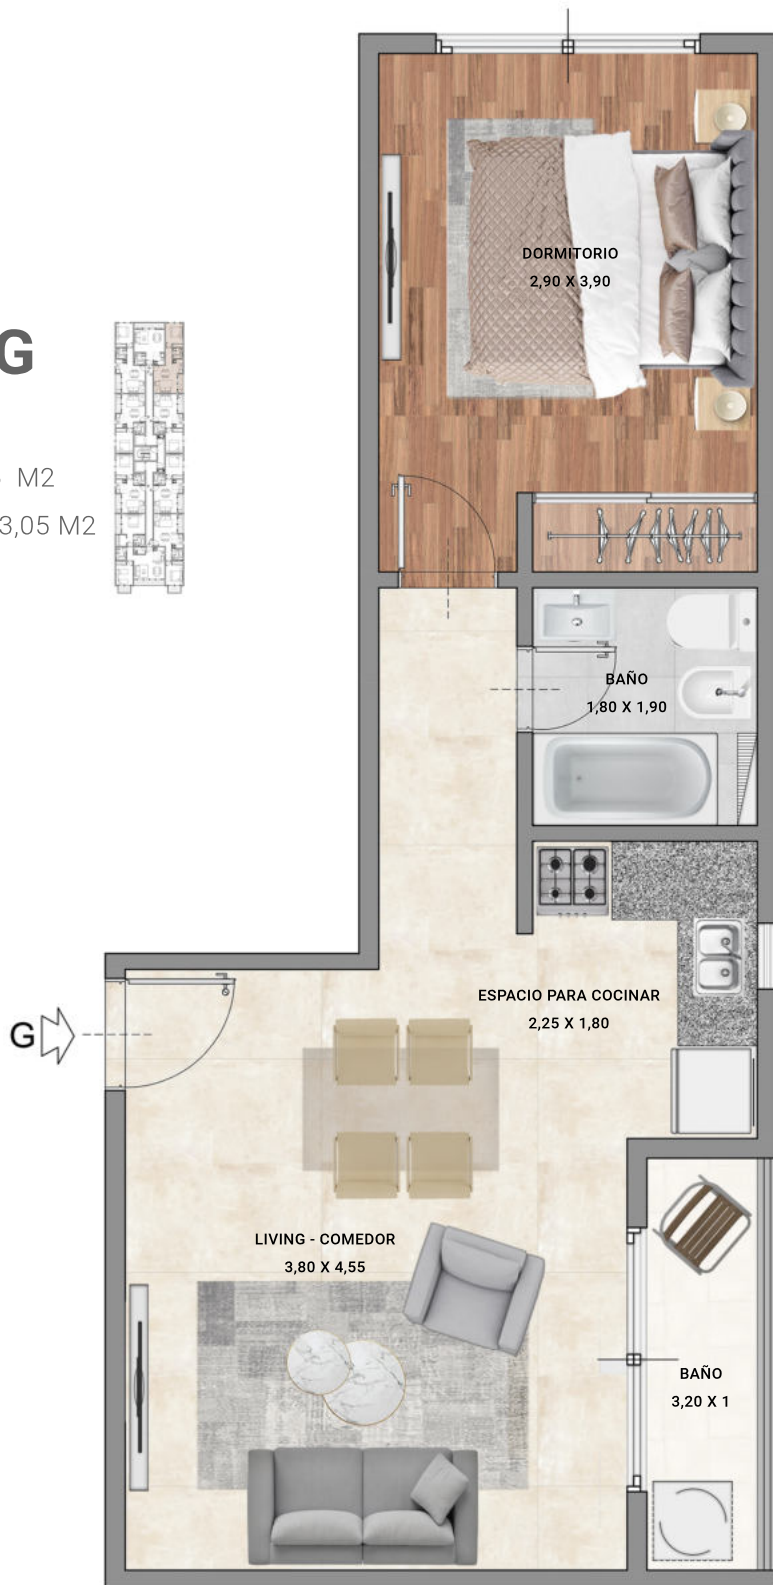 G
M2
3,05 M2
DORMITORIO
2,90 X 3,90
BAÑO
1,80 X 1,90
ESPACIO PARA COCINAR
2,25 X 1,80
G
LIVING - COMEDOR
3,80 X 4,55
BAÑO
3,20 X 1